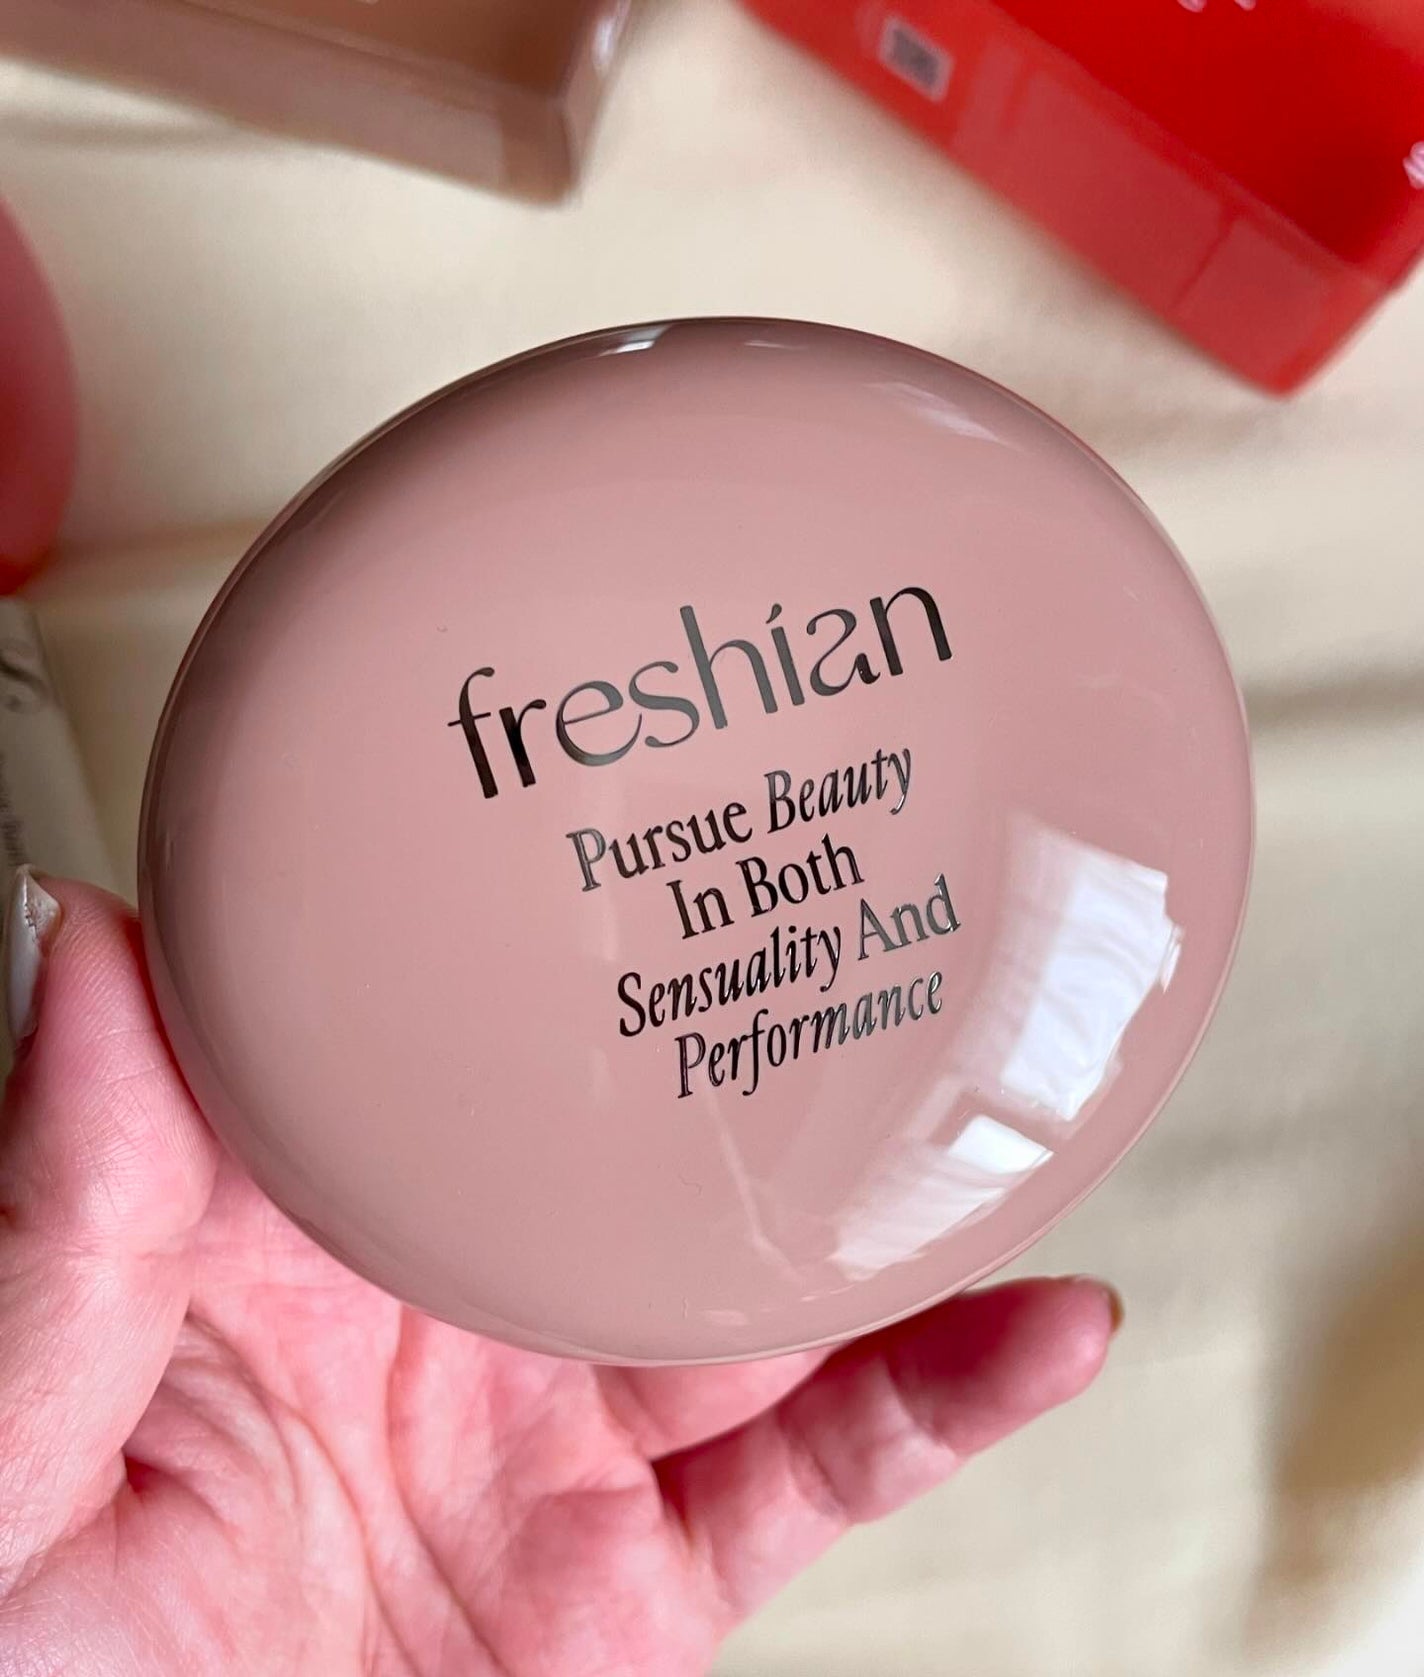 freshian
Pursue Beauty
In Both
Sensuality And
Performance